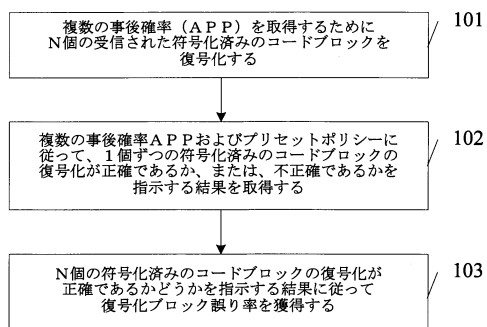 複数の事後確率（ＡＰＰ）を取得するために
Ｎ個の受信された符号化済みのコードブロックを
復号化する
101
複数の事後確率ＡＰＰおよびプリセットポリシーに
従って、１個ずつの符号化済みのコードブロックの
復号化が正確であるか、または、不正確であるかを
指示する結果を取得する
102
Ｎ個の符号化済みのコードブロックの復号化が
正確であるかどうかを指示する結果に従って
復号化ブロック誤り率を獲得する
103